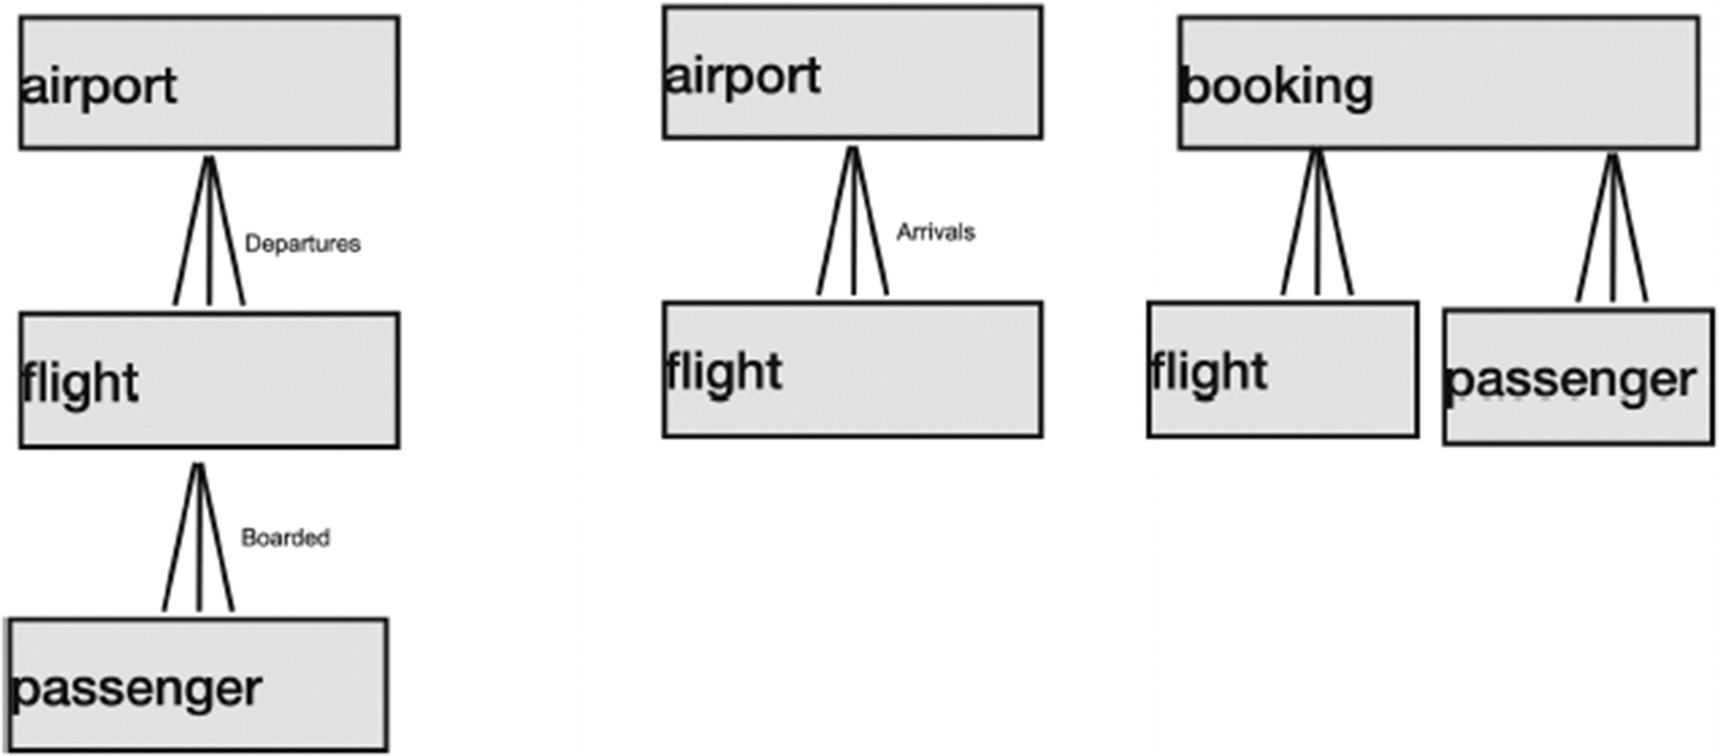 airport
Departures
flight
Boarded
passenger
airport
Arrivals
flight
booking
flight
passenger